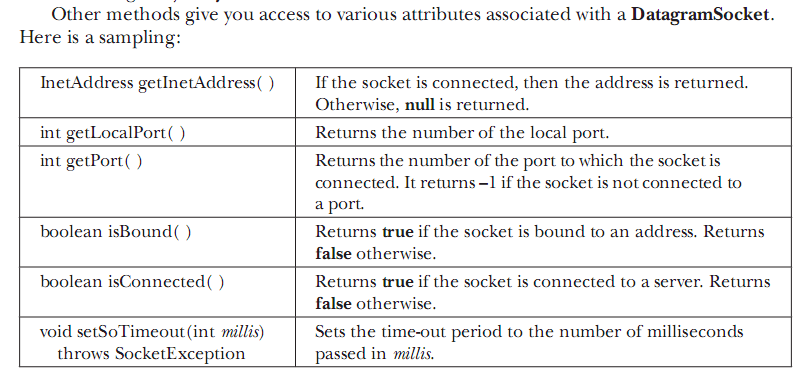 Other methods give you access to various attributes associated with a DatagramSocket.
Here is a sampling:
InetAddress getInetAddress( )
If the socket is connected, then the address is returned.
Otherwise, null is returned.
int getLocalPort( )
Returns the number of the local port.
int getPort( )
Returns the number of the port to which the socket is
connected. It returns –1 if the socket is not connected to
a port.
boolean isBound( )
Returns true if the socket is bound to an address. Returns
false otherwise.
boolean isConnected( )
Returns true if the socket is connected to a server. Returns
false otherwise.
void setSoTimeout(int millis)
throws SocketException
Sets the time-out period to the number of milliseconds
passed in millis.